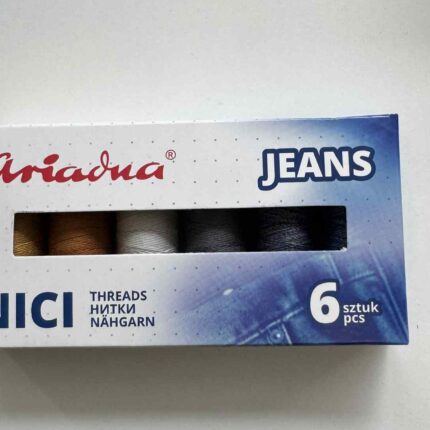 Ariadna®
JEANS
NICI
THREADS
НИТКИ
NÄHGARN
6 sztuk
pcs